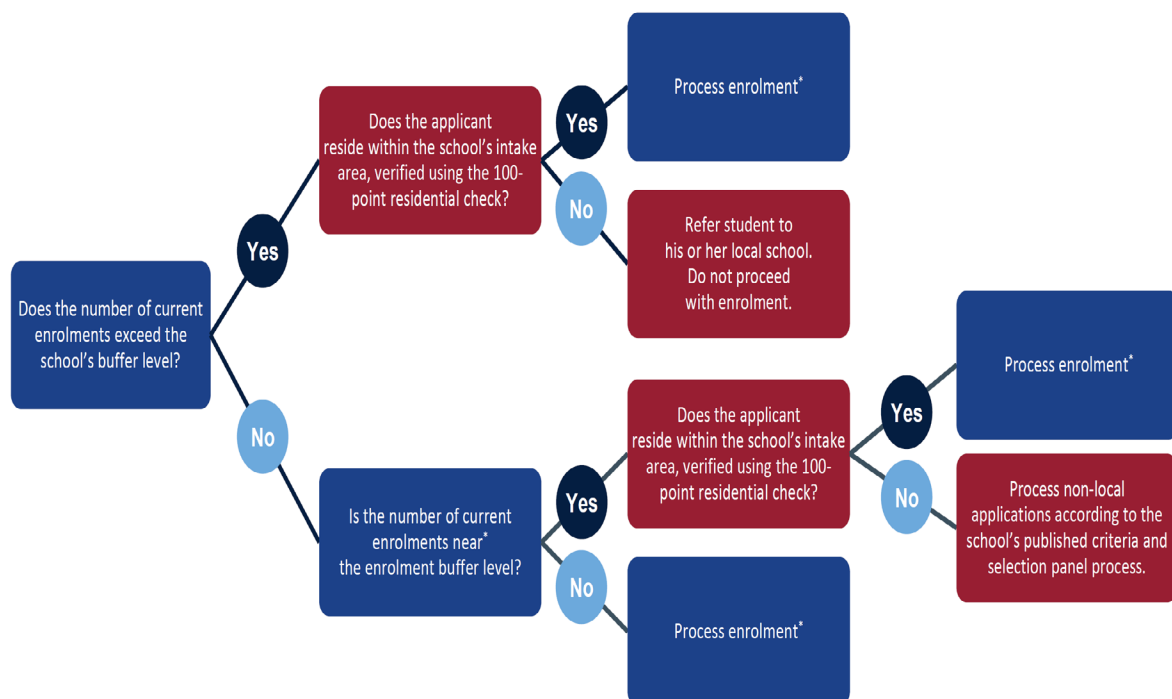 Does the number of current
enrolments exceed the
school's buffer level?
Yes
Does the applicant
reside within the school's intake
area, verified using the 100-
point residential check?
Yes
Process enrolment*
No
Refer student to
his or her local school.
Do not proceed
with enrolment.
No
Is the number of current
enrolments near*
the enrolment buffer level?
Yes
Does the applicant
reside within the school's intake
area, verified using the 100-
point residential check?
Yes
Process enrolment*
No
Process non-local
applications according to the
school's published criteria and
selection panel process.
No
Process enrolment*